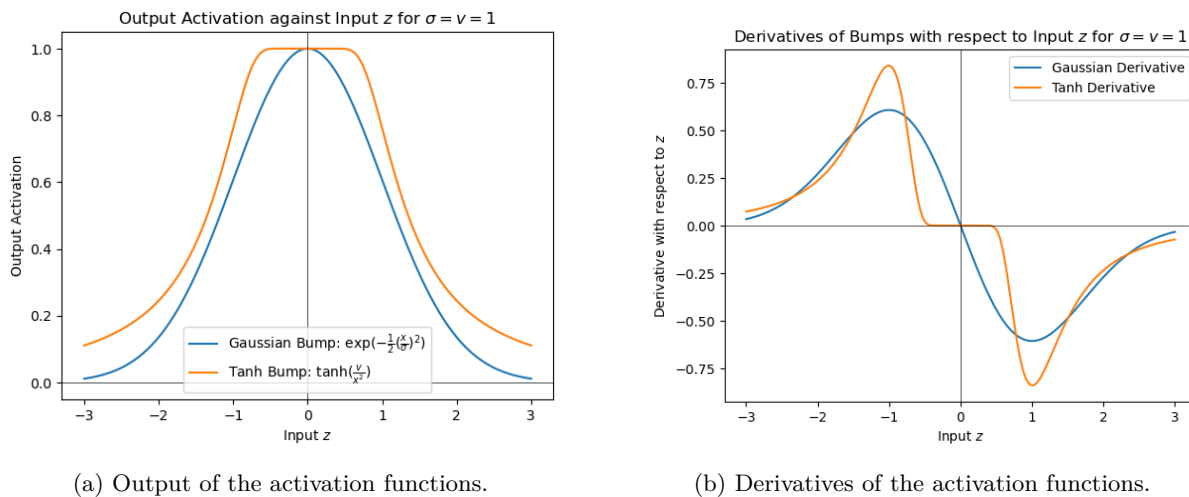 Output Activation against Input z for σ = v = 1
Output Activation
1.0
0.8
0.6
0.4
0.2
0.0
Gaussian Bump: exp(−½(x/σ)²)
Tanh Bump: tanh(v/x²)
−3 −2 −1 0 1 2 3
Input z
(a) Output of the activation functions.
Derivatives of Bumps with respect to Input z for σ = v = 1
Derivative with respect to z
0.75
0.50
0.25
0.00
−0.25
−0.50
−0.75
Gaussian Derivative
Tanh Derivative
−3 −2 −1 0 1 2 3
Input z
(b) Derivatives of the activation functions.